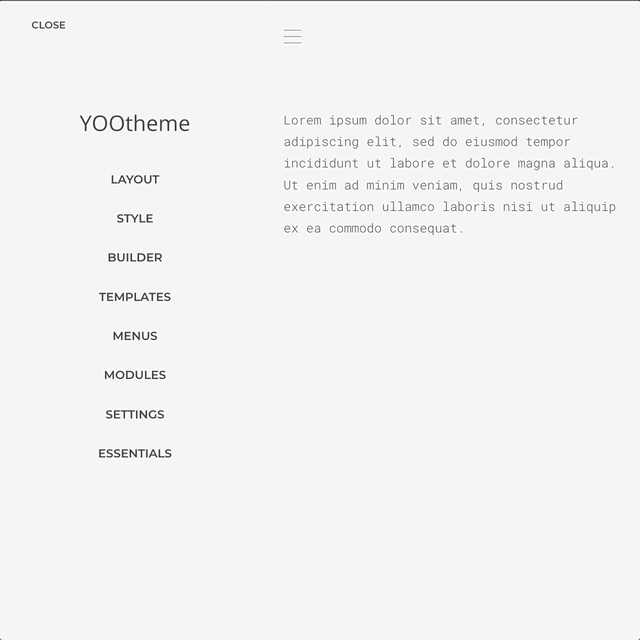 CLOSE
YOOtheme
LAYOUT
STYLE
BUILDER
TEMPLATES
MENUS
MODULES
SETTINGS
ESSENTIALS
Lorem ipsum dolor sit amet, consectetur
adipiscing elit, sed do eiusmod tempor
incididunt ut labore et dolore magna aliqua.
Ut enim ad minim veniam, quis nostrud
exercitation ullamco laboris nisi ut aliquip
ex ea commodo consequat.